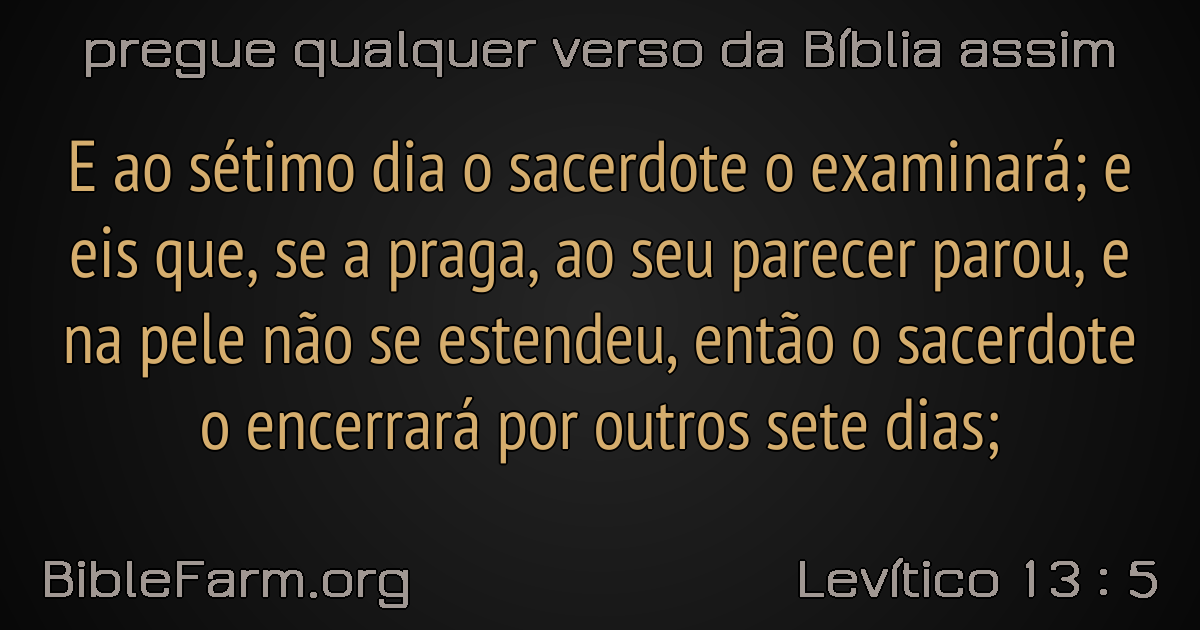 pregue qualquer verso da Bíblia assim
E ao sétimo dia o sacerdote o examinará; e
eis que, se a praga, ao seu parecer parou, e
na pele não se estendeu, então o sacerdote
o encerrará por outros sete dias;
BibleFarm.org
Levítico 13 : 5